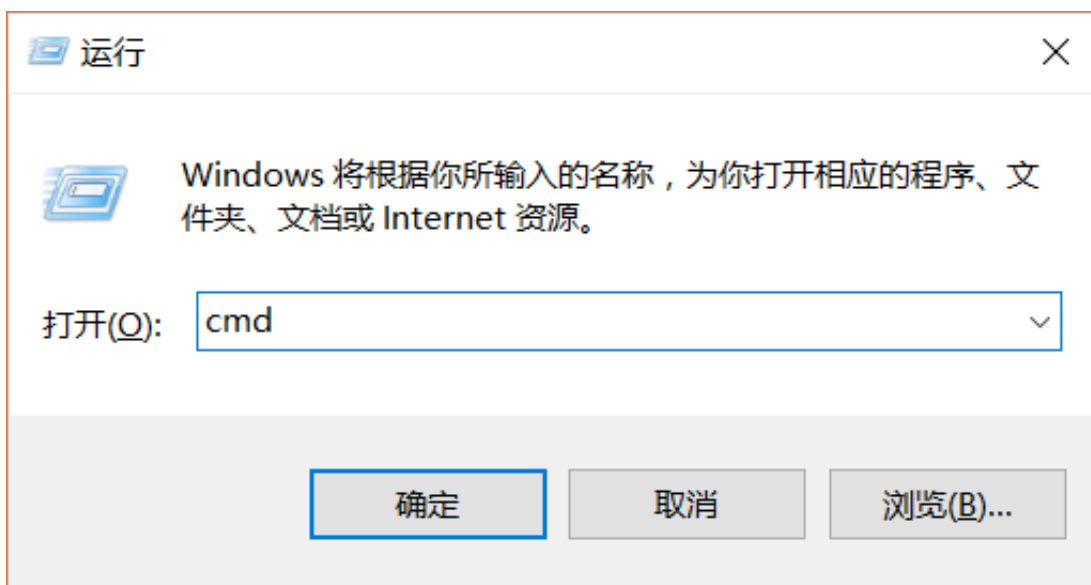 运行
Windows 将根据你所输入的名称，为你打开相应的程序、文
件夹、文档或 Internet 资源。
打开(O):
cmd
确定
取消
浏览(B)...